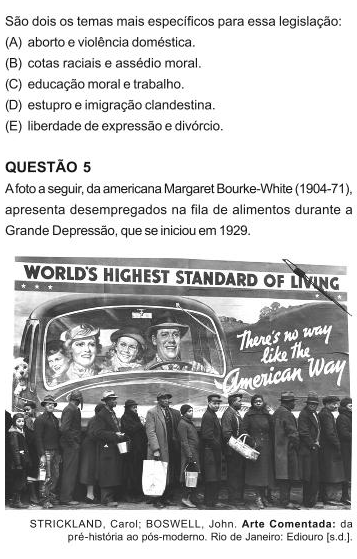 São dois os temas mais específicos para essa legislação:
(A) aborto e violência doméstica.
(B) cotas raciais e assédio moral.
(C) educação moral e trabalho.
(D) estupro e imigração clandestina.
(E) liberdade de expressão e divórcio.
QUESTÃO 5
A foto a seguir, da americana Margaret Bourke-White (1904-71),
apresenta desempregados na fila de alimentos durante a
Grande Depressão, que se iniciou em 1929.
WORLD'S HIGHEST STANDARD OF LIVING
There's no way
like the
American Way
STRICKLAND, Carol; BOSWELL, John. Arte Comentada: da
pré-história ao pós-moderno. Rio de Janeiro: Ediouro [s.d.].